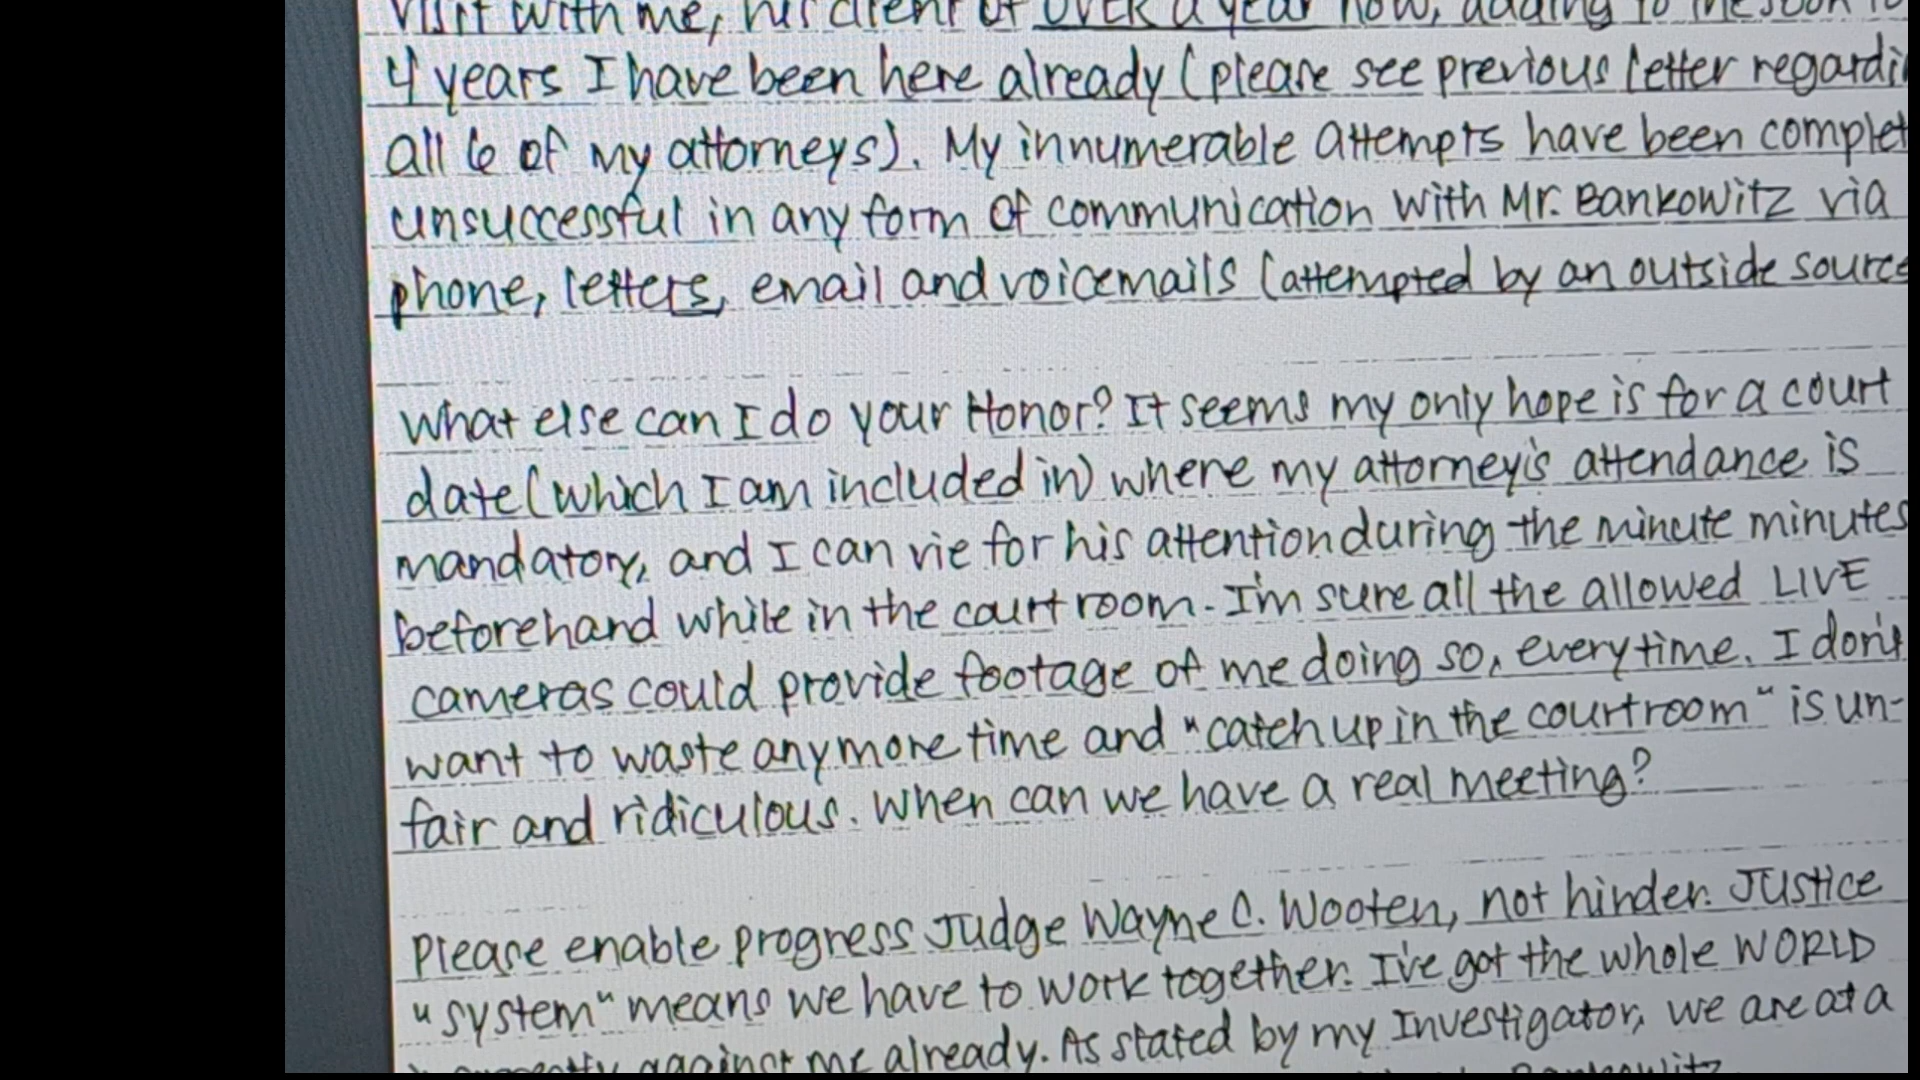 visit with me, his client of over a year now, adding to the
4 years I have been here already (please see previous letter regardi
all 6 of my attorneys). My innumerable attempts have been complet
unsuccessful in any form of communication with Mr. Bankowitz via
phone, letters, email and voicemails (attempted by an outside source
What else can I do your Honor? It seems my only hope is for a court
date (which I am included in) where my attorney's attendance is
mandatory, and I can vie for his attention during the minute minutes
beforehand while in the court room. I'm sure all the allowed LIVE
cameras could provide footage of me doing so, everytime. I don't
want to waste anymore time and "catch up in the courtroom" is un-
fair and ridiculous. When can we have a real meeting?
Please enable progress Judge Wayne C. Wooten, not hinder. Justice
"system" means we have to work together. I've got the whole WORLD
against me already. As stated by my Investigator, we are at a
Bankowitz